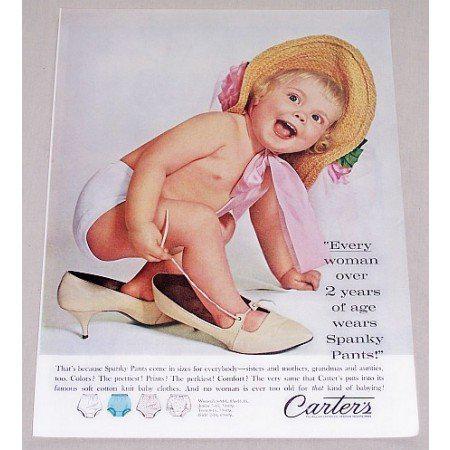 "Every
woman
over
2 years
of age
wears
Spanky
Pants!"
That's because Spanky Pants come in sizes for everybody—sisters and mothers, grandmas and aunties,
too. Colors? The prettiest! Prints? The perkiest! Comfort? The very same that Carter's puts into its
famous soft cotton knit baby clothes. And no woman is ever too old for that kind of babying!
Carter's